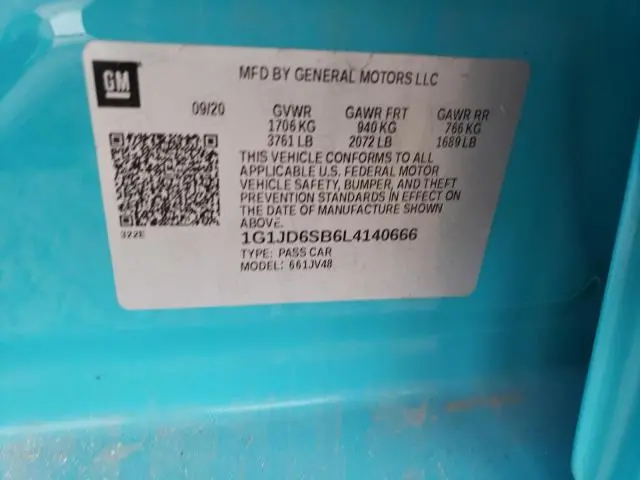 GM
MFD BY GENERAL MOTORS LLC
09/20 GVWR GAWR FRT GAWR RR
1706 KG 940 KG 766 KG
3761 LB 2072 LB 1689 LB
THIS VEHICLE CONFORMS TO ALL
APPLICABLE U.S. FEDERAL MOTOR
VEHICLE SAFETY, BUMPER, AND THEFT
PREVENTION STANDARDS IN EFFECT ON
THE DATE OF MANUFACTURE SHOWN
ABOVE.
322E
1G1JD6SB6L4140666
TYPE: PASS CAR
MODEL: 661JV48